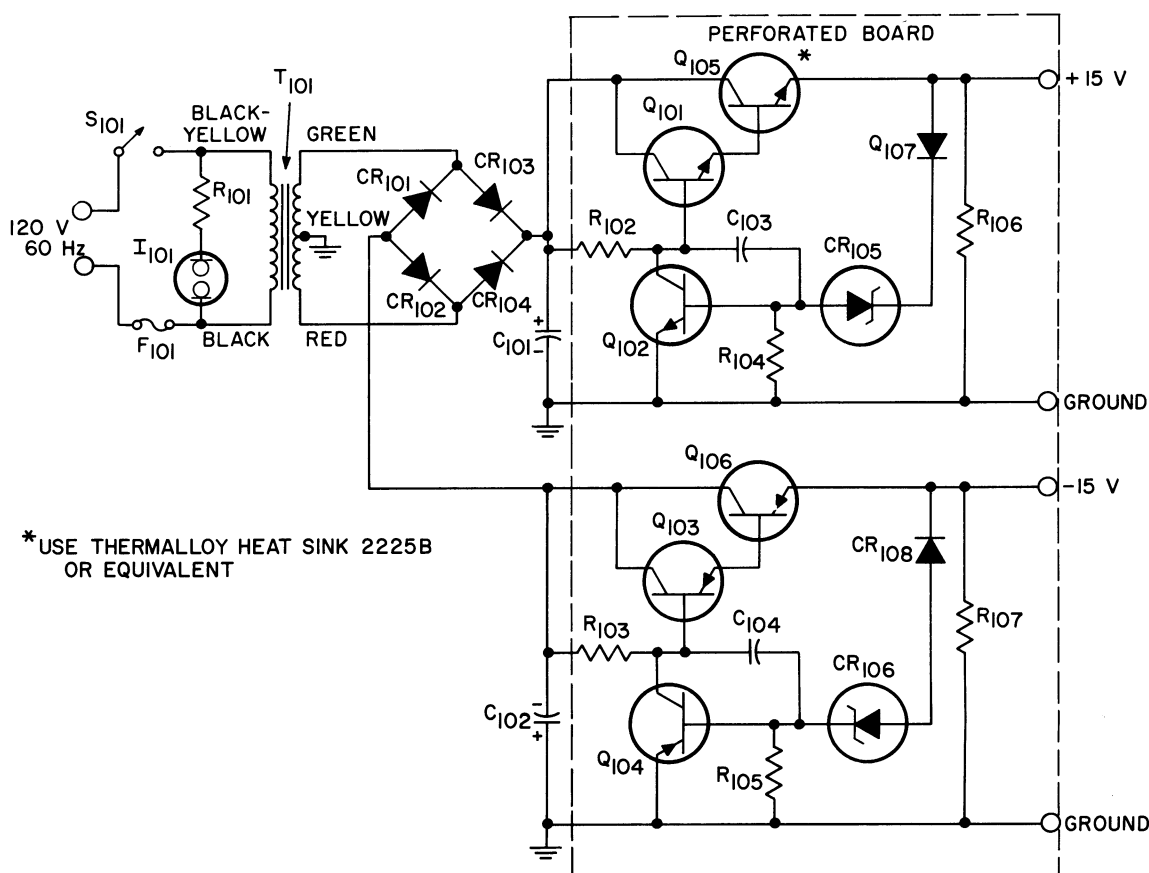 PERFORATED BOARD
Q105
*
+15 V
T101
Q101
S101
BLACK-
YELLOW
GREEN
CR103
CR101
Q107
R101
YELLOW
R102
C103
R106
120 V
60 Hz
I101
CR105
CR102
CR104
F101
BLACK
RED
C101
+
-
Q102
R104
GROUND
Q106
-15 V
*USE THERMALLOY HEAT SINK 2225B
OR EQUIVALENT
Q103
CR108
R103
C104
R107
CR106
C102
-
+
Q104
R105
GROUND